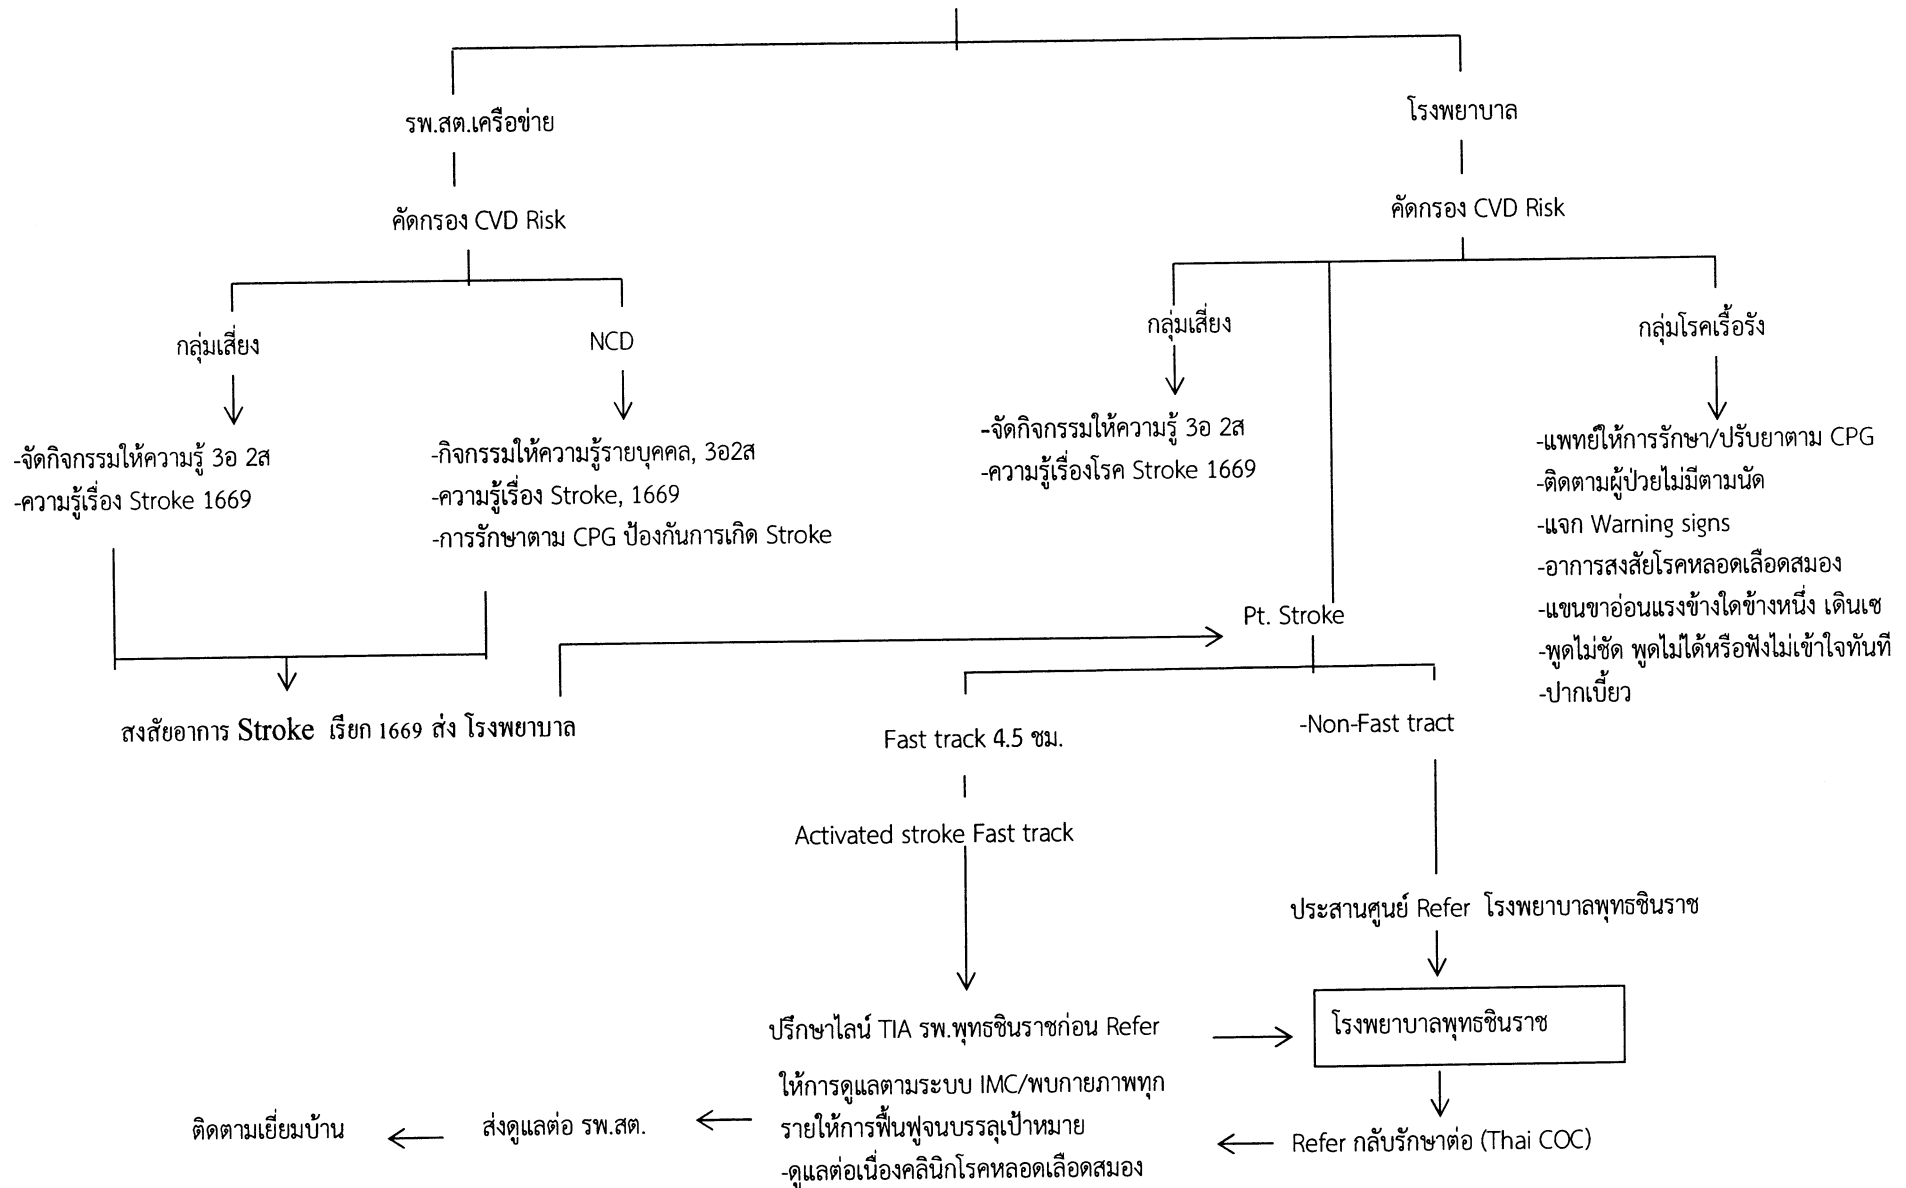 รพ.สต.เครือข่าย
โรงพยาบาล
คัดกรอง CVD Risk
คัดกรอง CVD Risk
กลุ่มเสี่ยง
NCD
กลุ่มเสี่ยง
กลุ่มโรคเรื้อรัง
-จัดกิจกรรมให้ความรู้ 3อ 2ส
-ความรู้เรื่อง Stroke 1669
-กิจกรรมให้ความรู้รายบุคคล, 3อ2ส
-ความรู้เรื่อง Stroke, 1669
-การรักษาตาม CPG ป้องกันการเกิด Stroke
-จัดกิจกรรมให้ความรู้ 3อ 2ส
-ความรู้เรื่องโรค Stroke 1669
-แพทย์ให้การรักษา/ปรับยาตาม CPG
-ติดตามผู้ป่วยไม่มีตามนัด
-แจก Warning signs
-อาการสงสัยโรคหลอดเลือดสมอง
-แขนขาอ่อนแรงข้างใดข้างหนึ่ง เดินเซ
-พูดไม่ชัด พูดไม่ได้หรือฟังไม่เข้าใจทันที
-ปากเบี้ยว
Pt. Stroke
สงสัยอาการ Stroke เรียก 1669 ส่ง โรงพยาบาล
Fast track 4.5 ชม.
-Non-Fast tract
Activated stroke Fast track
ประสานศูนย์ Refer โรงพยาบาลพุทธชินราช
ปรึกษาไลน์ TIA รพ.พุทธชินราชก่อน Refer
โรงพยาบาลพุทธชินราช
ให้การดูแลตามระบบ IMC/พบกายภาพทุก
รายให้การฟื้นฟูจนบรรลุเป้าหมาย
-ดูแลต่อเนื่องคลินิกโรคหลอดเลือดสมอง
Refer กลับรักษาต่อ (Thai COC)
ส่งดูแลต่อ รพ.สต.
ติดตามเยี่ยมบ้าน